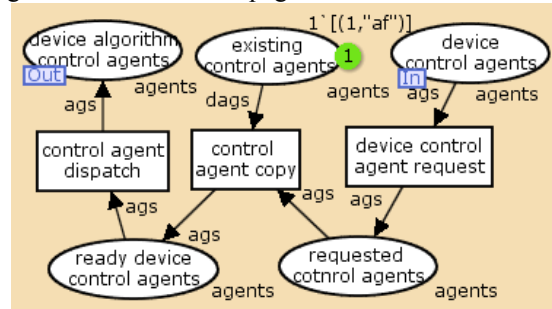 1`[(1,"af")]
device algorithm
control agents
Out
agents
existing
control agents
1
agents
device
control agents
In
agents
ags
dags
ags
control agent
dispatch
control
agent copy
device control
agent request
ags
ags
ags
ags
ready device
control agents
agents
requested
cotnrol agents
agents